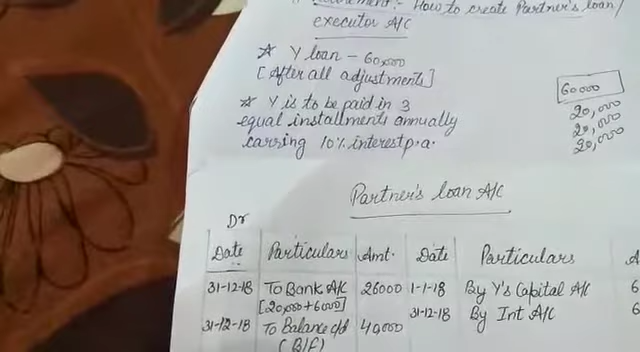 How to create Partner's loan/
executor A/C
☆ Y loan - 60,000
[After all adjustments]
☆ Y is to be paid in 3
equal installments annually
carring 10% interest p.a.
60000
20,000
20,000
20,000
Partner's loan A/C
Dr
Date Particulars Amt. Date Particulars A
31-12-18 To Bank A/C 26000 1-1-18 By Y's Capital A/C 6
[20,000+6000] 31-12-18 By Int A/C 6
31-12-18 To Balance c/d 40000
(B/F)